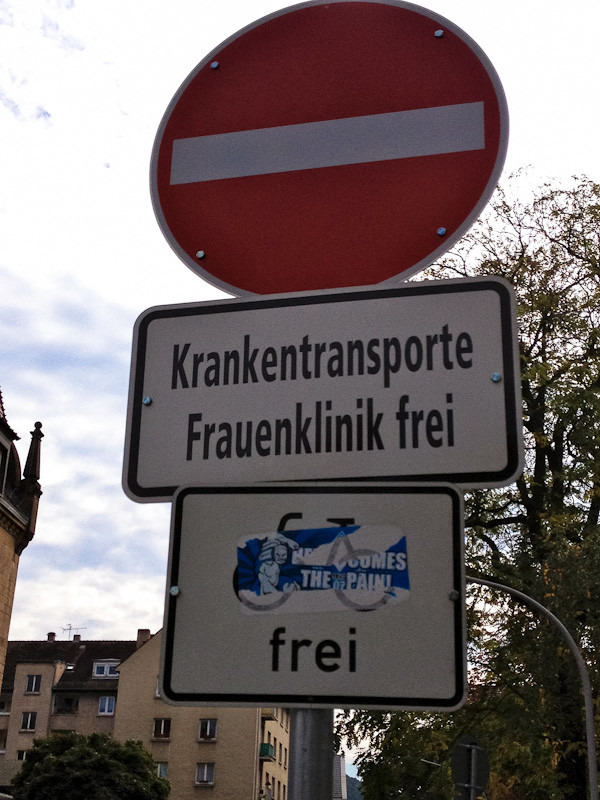 Krankentransporte
Frauenklinik frei
COMES
THE PAIN!
frei